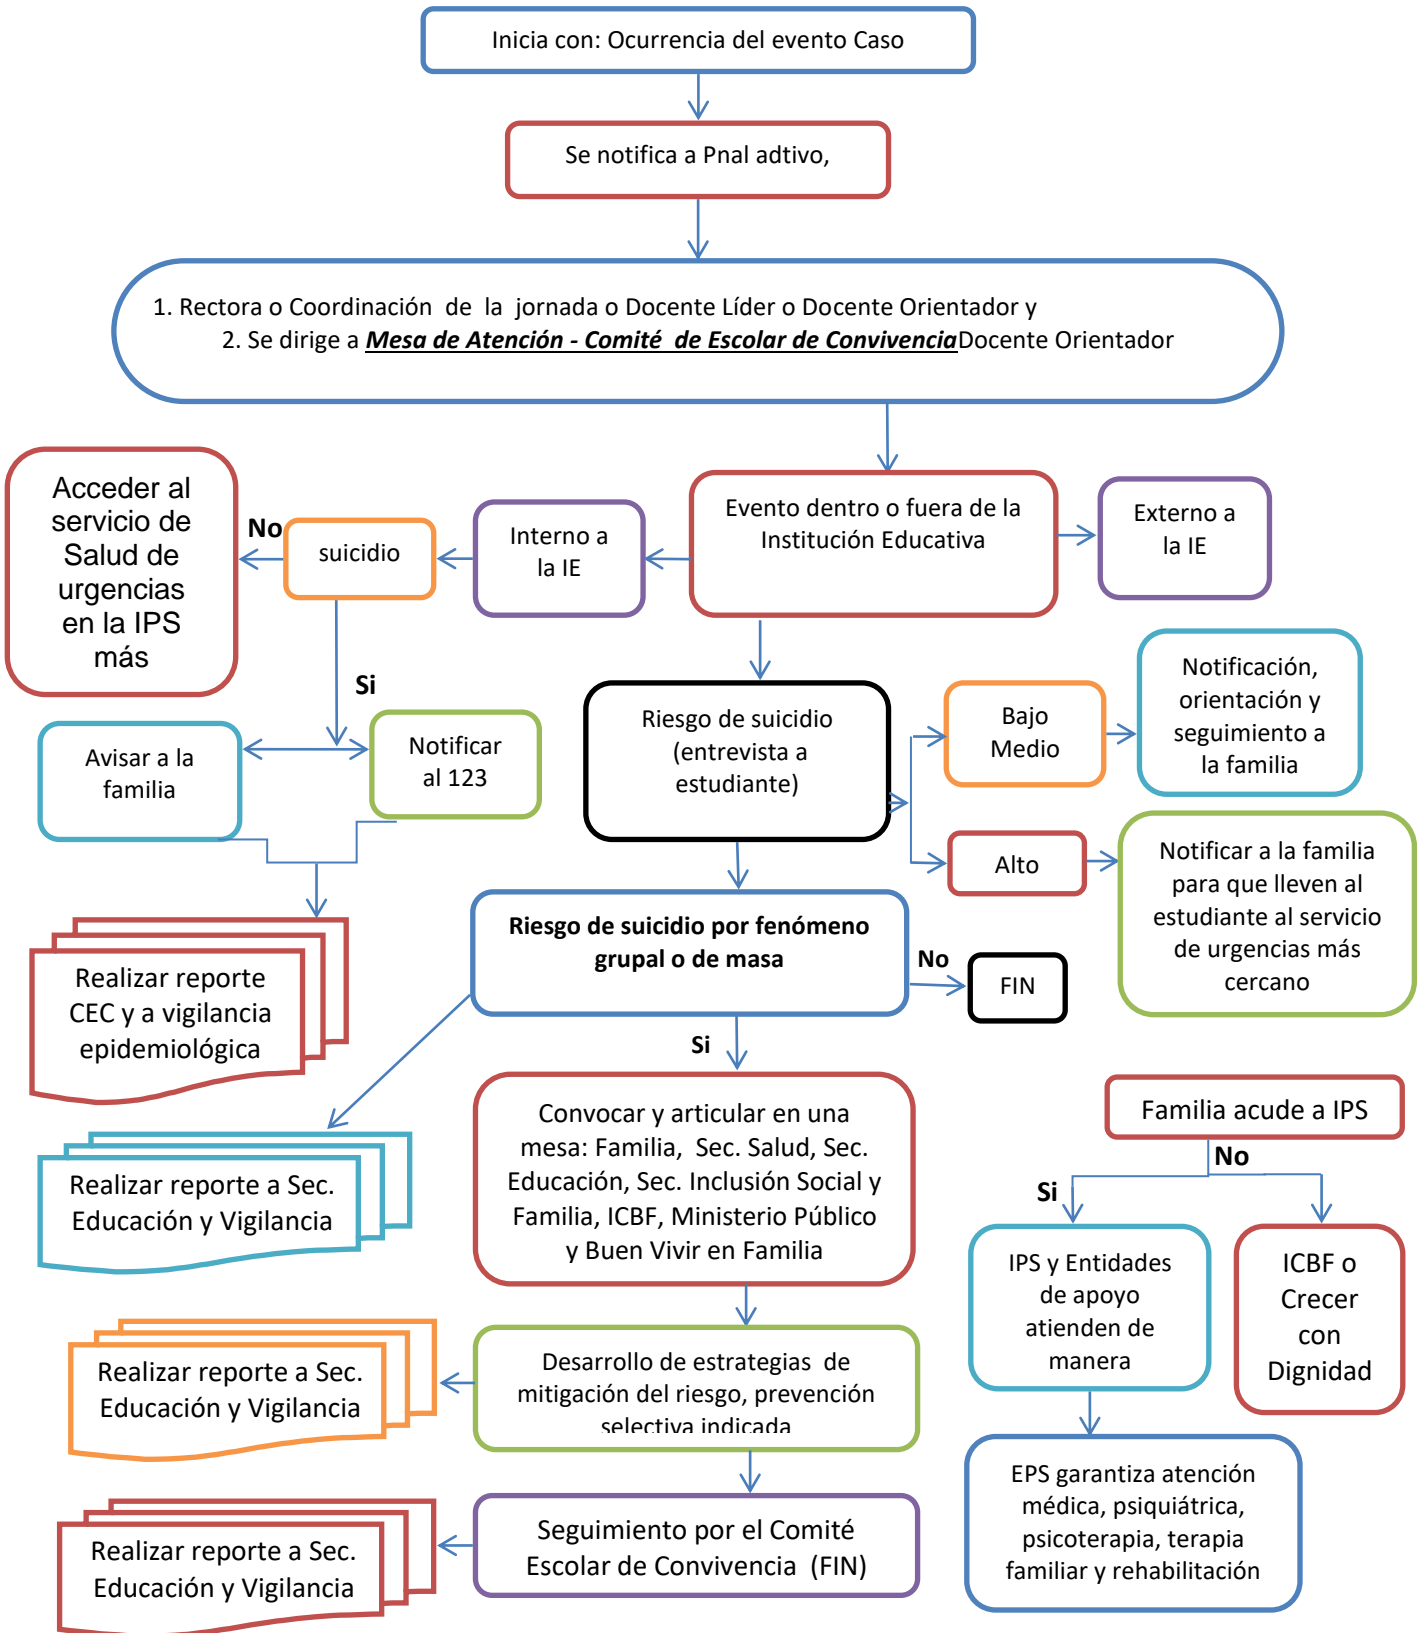 Inicia con: Ocurrencia del evento Caso
Se notifica a Pnal adtivo,
1. Rectora o Coordinación de la jornada o Docente Líder o Docente Orientador y
2. Se dirige a Mesa de Atención - Comité de Escolar de ConvivenciaDocente Orientador
Acceder al
servicio de
Salud de
urgencias
en la IPS
más
No
suicidio
Interno a
la IE
Evento dentro o fuera de la
Institución Educativa
Externo a
la IE
Si
Avisar a la
familia
Notificar
al 123
Riesgo de suicidio
(entrevista a
estudiante)
Bajo
Medio
Notificación,
orientación y
seguimiento a
la familia
Alto
Notificar a la familia
para que lleven al
estudiante al servicio
de urgencias más
cercano
Realizar reporte
CEC y a vigilancia
epidemiológica
Riesgo de suicidio por fenómeno
grupal o de masa
No
FIN
Si
Realizar reporte a Sec.
Educación y Vigilancia
Convocar y articular en una
mesa: Familia, Sec. Salud, Sec.
Educación, Sec. Inclusión Social y
Familia, ICBF, Ministerio Público
y Buen Vivir en Familia
Familia acude a IPS
No
Si
IPS y Entidades
de apoyo
atienden de
manera
ICBF o
Crecer
con
Dignidad
Realizar reporte a Sec.
Educación y Vigilancia
Desarrollo de estrategias de
mitigación del riesgo, prevención
selectiva indicada
EPS garantiza atención
médica, psiquiátrica,
psicoterapia, terapia
familiar y rehabilitación
Realizar reporte a Sec.
Educación y Vigilancia
Seguimiento por el Comité
Escolar de Convivencia (FIN)